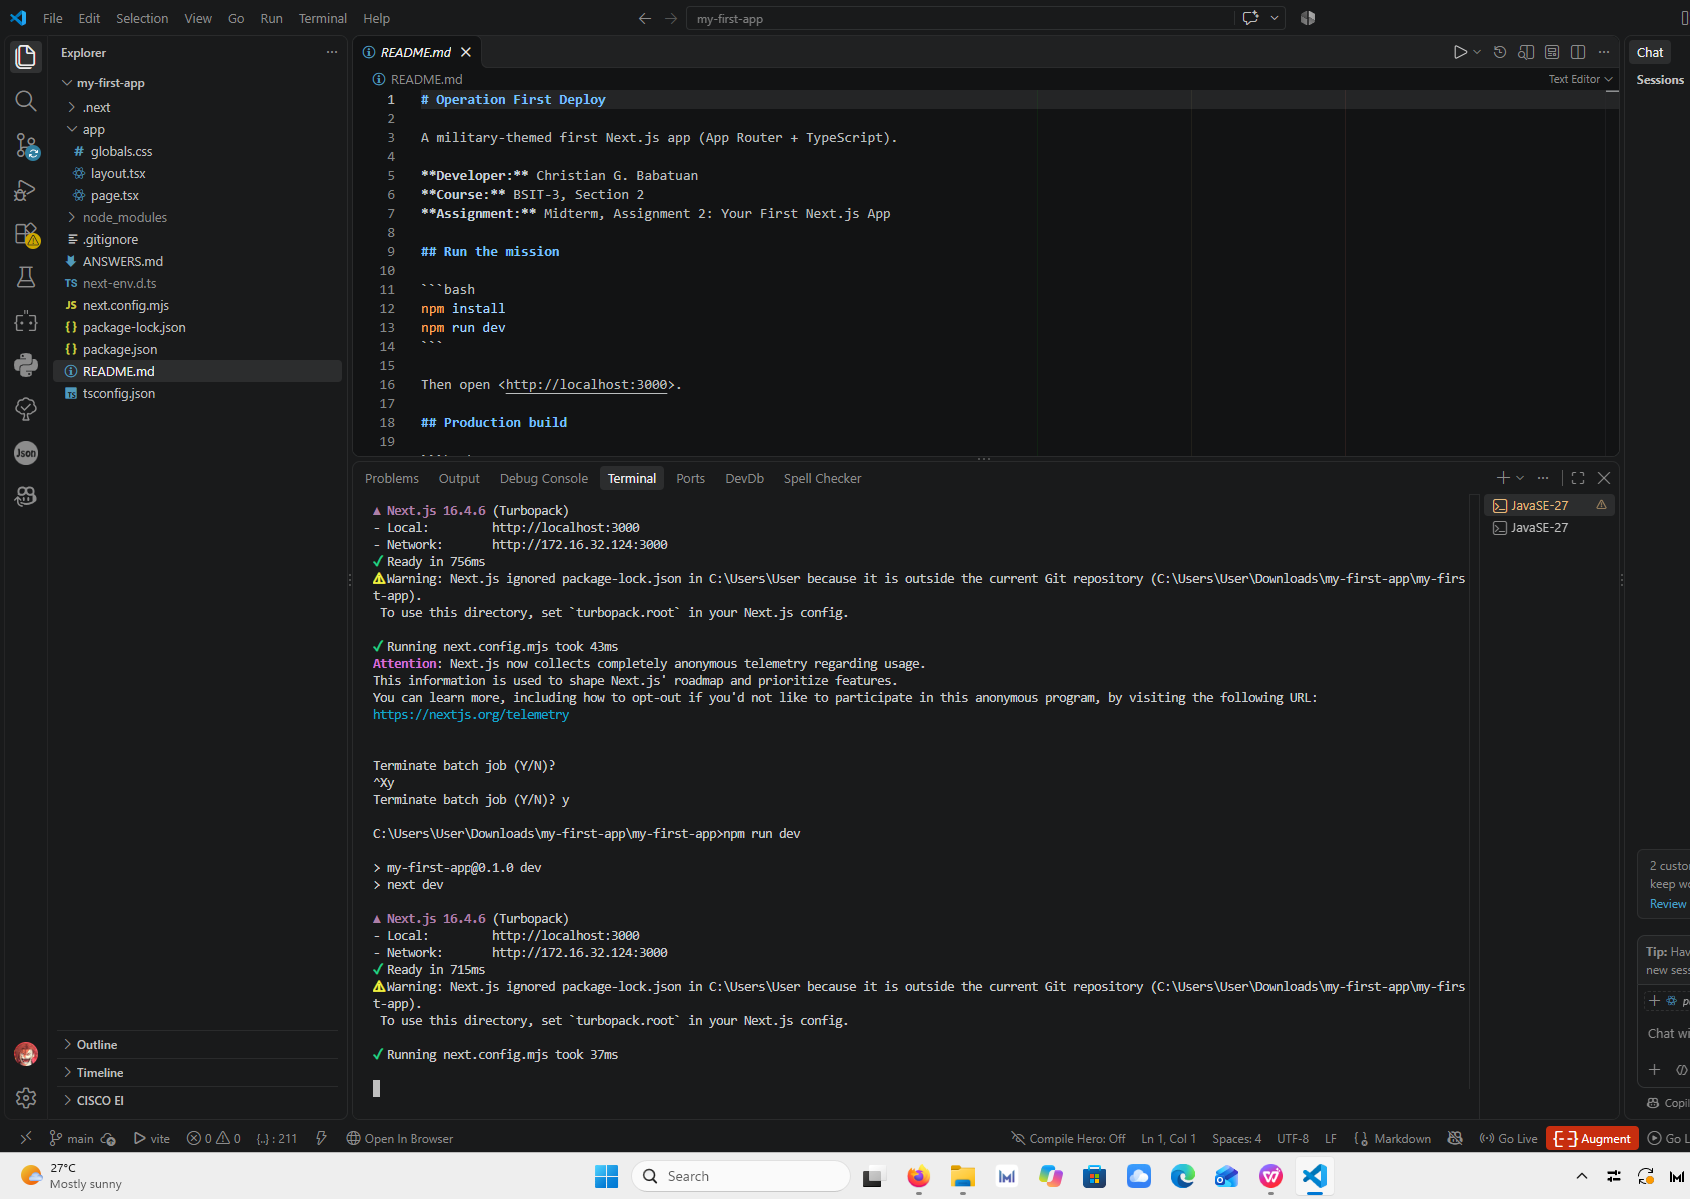 File Edit Selection View Go Run Terminal Help
my-first-app
Explorer
my-first-app
.next
app
# globals.css
layout.tsx
page.tsx
node_modules
.gitignore
ANSWERS.md
TS next-env.d.ts
JS next.config.mjs
{} package-lock.json
{} package.json
README.md
tsconfig.json
Json
Outline
Timeline
CISCO EI
README.md
README.md
Text Editor
1 # Operation First Deploy
2
3 A military-themed first Next.js app (App Router + TypeScript).
4
5 **Developer:** Christian G. Babatuan
6 **Course:** BSIT-3, Section 2
7 **Assignment:** Midterm, Assignment 2: Your First Next.js App
8
9 ## Run the mission
10
11 ```bash
12 npm install
13 npm run dev
14 ```
15
16 Then open <http://localhost:3000>.
17
18 ## Production build
19
Problems Output Debug Console Terminal Ports DevDb Spell Checker
▲ Next.js 16.4.6 (Turbopack)
- Local: http://localhost:3000
- Network: http://172.16.32.124:3000
✓ Ready in 756ms
⚠Warning: Next.js ignored package-lock.json in C:\Users\User because it is outside the current Git repository (C:\Users\User\Downloads\my-first-app\my-firs
t-app).
To use this directory, set `turbopack.root` in your Next.js config.
✓ Running next.config.mjs took 43ms
Attention: Next.js now collects completely anonymous telemetry regarding usage.
This information is used to shape Next.js' roadmap and prioritize features.
You can learn more, including how to opt-out if you'd not like to participate in this anonymous program, by visiting the following URL:
https://nextjs.org/telemetry
Terminate batch job (Y/N)?
^Xy
Terminate batch job (Y/N)? y
C:\Users\User\Downloads\my-first-app\my-first-app>npm run dev
> my-first-app@0.1.0 dev
> next dev
▲ Next.js 16.4.6 (Turbopack)
- Local: http://localhost:3000
- Network: http://172.16.32.124:3000
✓ Ready in 715ms
⚠Warning: Next.js ignored package-lock.json in C:\Users\User because it is outside the current Git repository (C:\Users\User\Downloads\my-first-app\my-firs
t-app).
To use this directory, set `turbopack.root` in your Next.js config.
✓ Running next.config.mjs took 37ms
JavaSE-27
JavaSE-27
Chat
Sessions
2 custo
keep wo
Review
Tip: Hav
new sess
Chat wi
Copil
main vite 0 0 {..} : 211 Open In Browser Compile Hero: Off Ln 1, Col 1 Spaces: 4 UTF-8 LF Markdown Go Live Augment Go L
27°C
Mostly sunny
Search